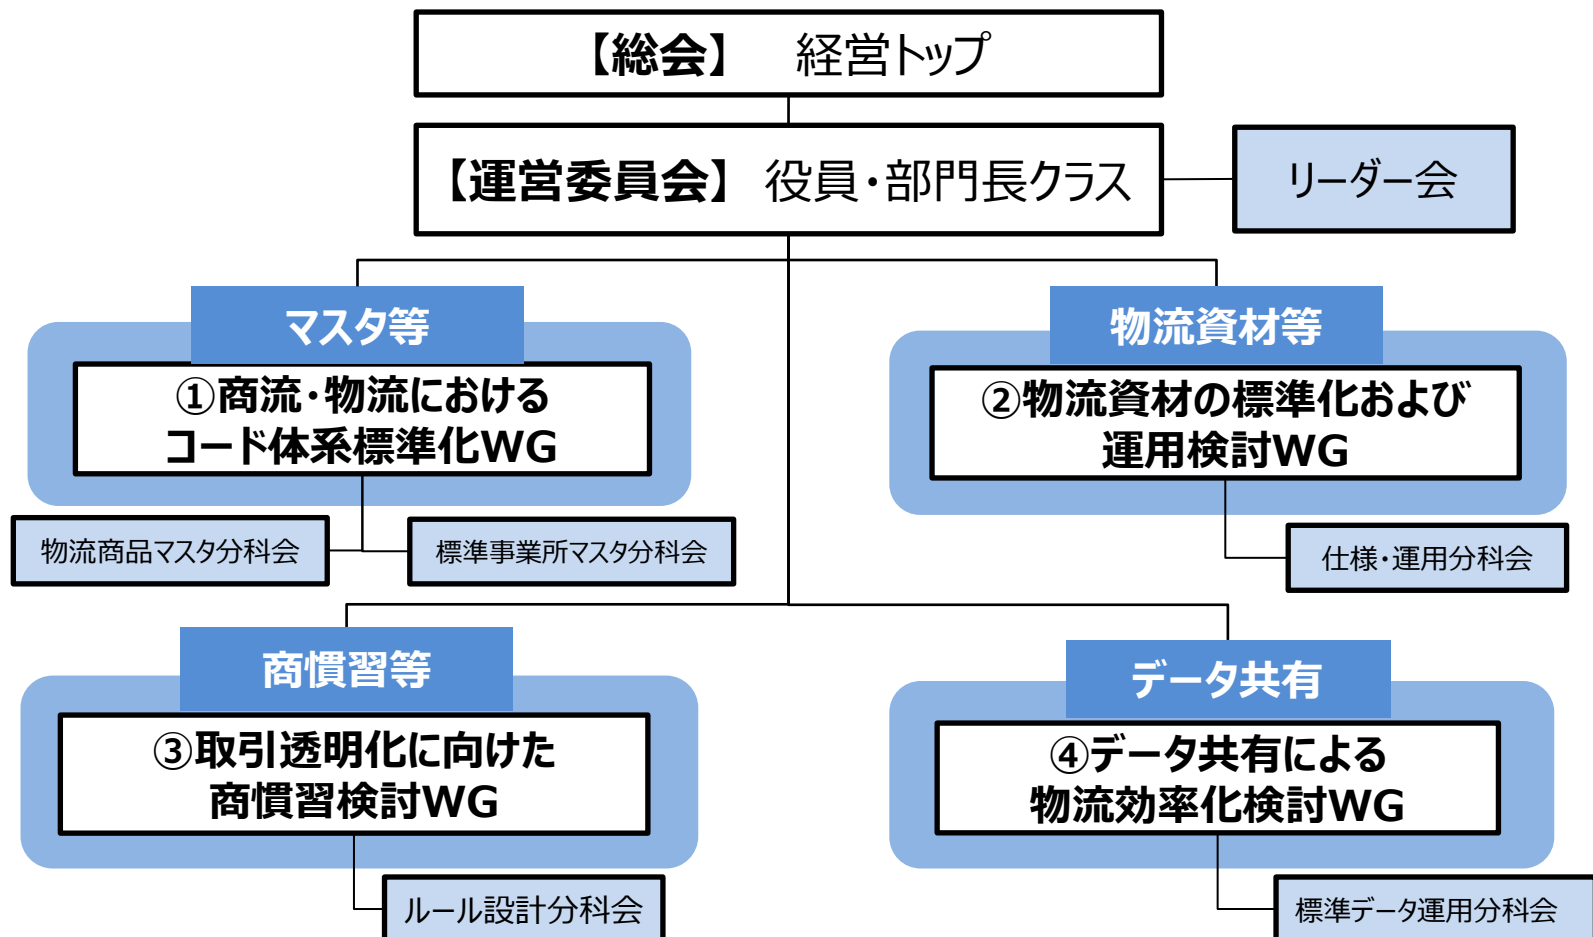 【総会】 経営トップ
【運営委員会】 役員・部門長クラス
リーダー会
マスタ等
①商流・物流における
コード体系標準化WG
物流商品マスタ分科会
標準事業所マスタ分科会
物流資材等
②物流資材の標準化および
運用検討WG
仕様・運用分科会
商慣習等
③取引透明化に向けた
商慣習検討WG
ルール設計分科会
データ共有
④データ共有による
物流効率化検討WG
標準データ運用分科会